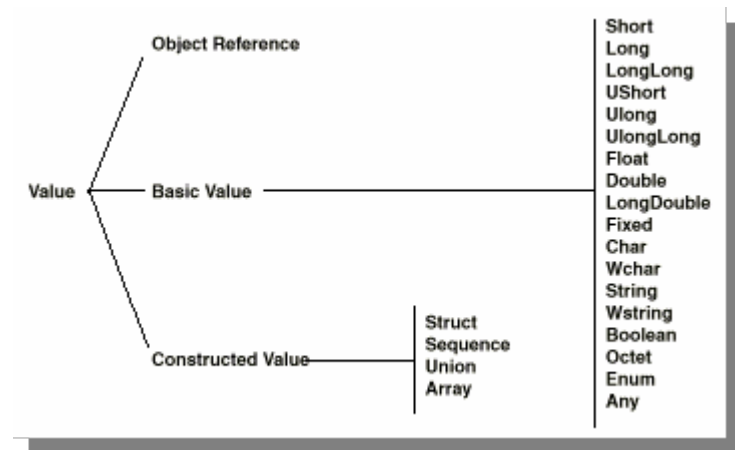 Object Reference
Value
Basic Value
Constructed Value
Struct
Sequence
Union
Array
Short
Long
LongLong
UShort
Ulong
UlongLong
Float
Double
LongDouble
Fixed
Char
Wchar
String
Wstring
Boolean
Octet
Enum
Any